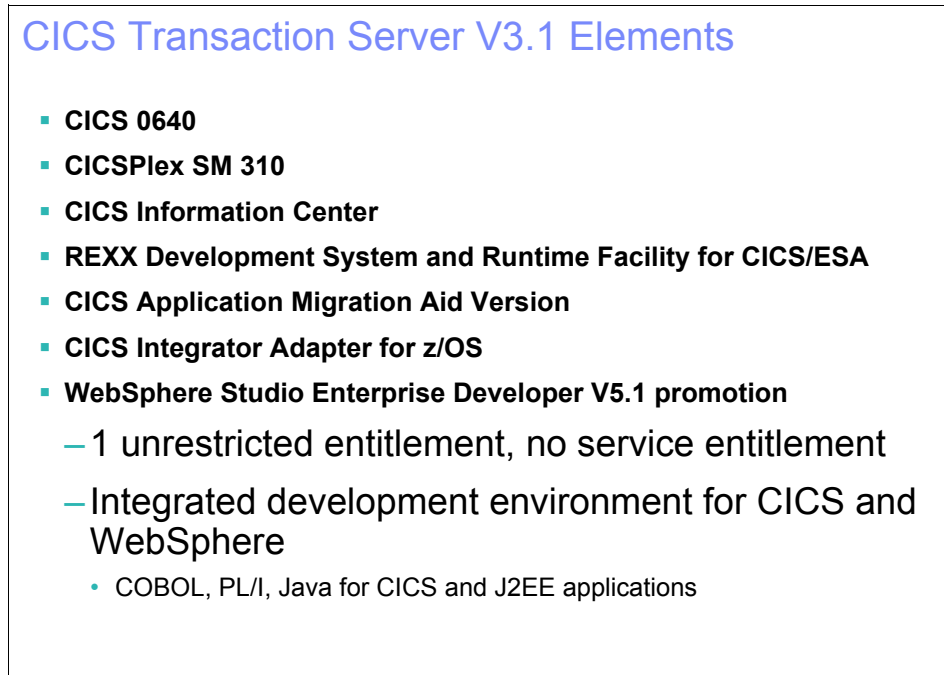 CICS Transaction Server V3.1 Elements
▪ CICS 0640
▪ CICSPlex SM 310
▪ CICS Information Center
▪ REXX Development System and Runtime Facility for CICS/ESA
▪ CICS Application Migration Aid Version
▪ CICS Integrator Adapter for z/OS
▪ WebSphere Studio Enterprise Developer V5.1 promotion
– 1 unrestricted entitlement, no service entitlement
– Integrated development environment for CICS and
WebSphere
• COBOL, PL/I, Java for CICS and J2EE applications